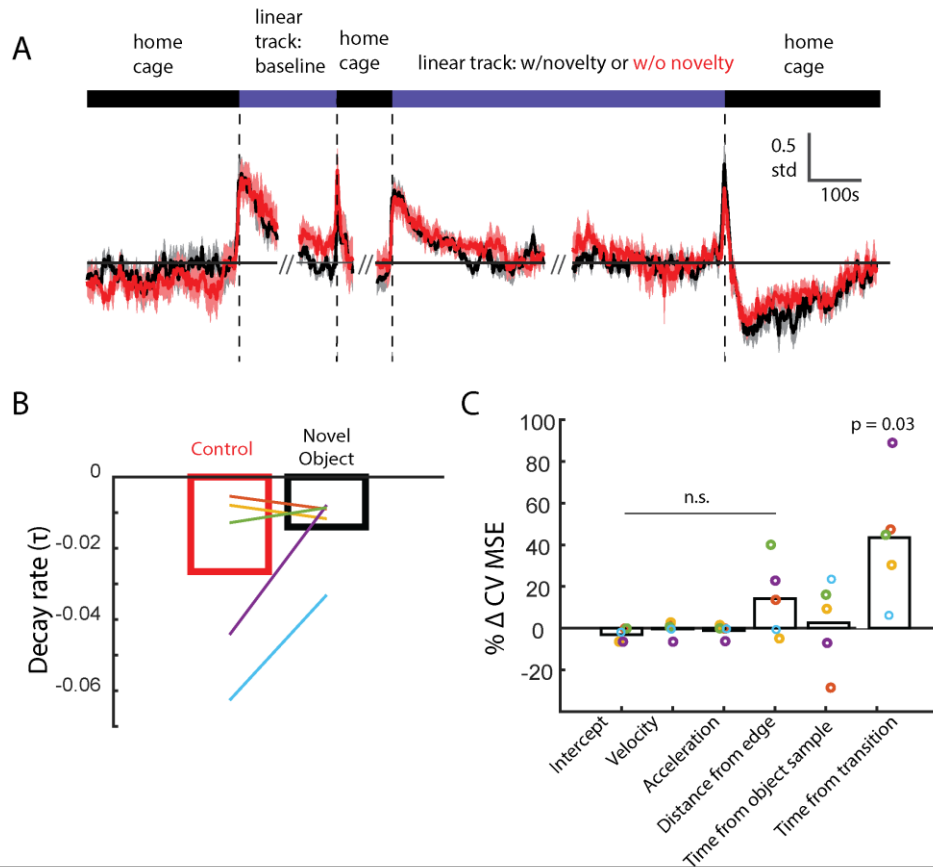 A
home
cage
linear
track:
baseline
home
cage
linear track: w/novelty or w/o novelty
home
cage
0.5
std
100s
//
//
//
B
Control
Novel
Object
0
-0.02
-0.04
-0.06
Decay rate (τ)
C
100
80
60
40
20
0
-20
% Δ CV MSE
n.s.
p = 0.03
Intercept
Velocity
Acceleration
Distance from edge
Time from object sample
Time from transition